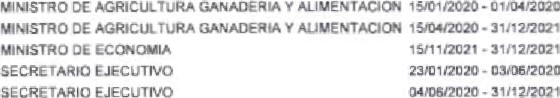 MINISTRO DE AGRICULTURA GANADERIA Y ALIMENTACION 15/01/2020 - 01/04/2020
MINISTRO DE AGRICULTURA GANADERIA Y ALIMENTACION 15/04/2020 - 31/12/2021
MINISTRO DE ECONOMIA 15/11/2021 - 31/12/2021
SECRETARIO EJECUTIVO 23/01/2020 - 03/06/2020
SECRETARIO EJECUTIVO 04/06/2020 - 31/12/2021